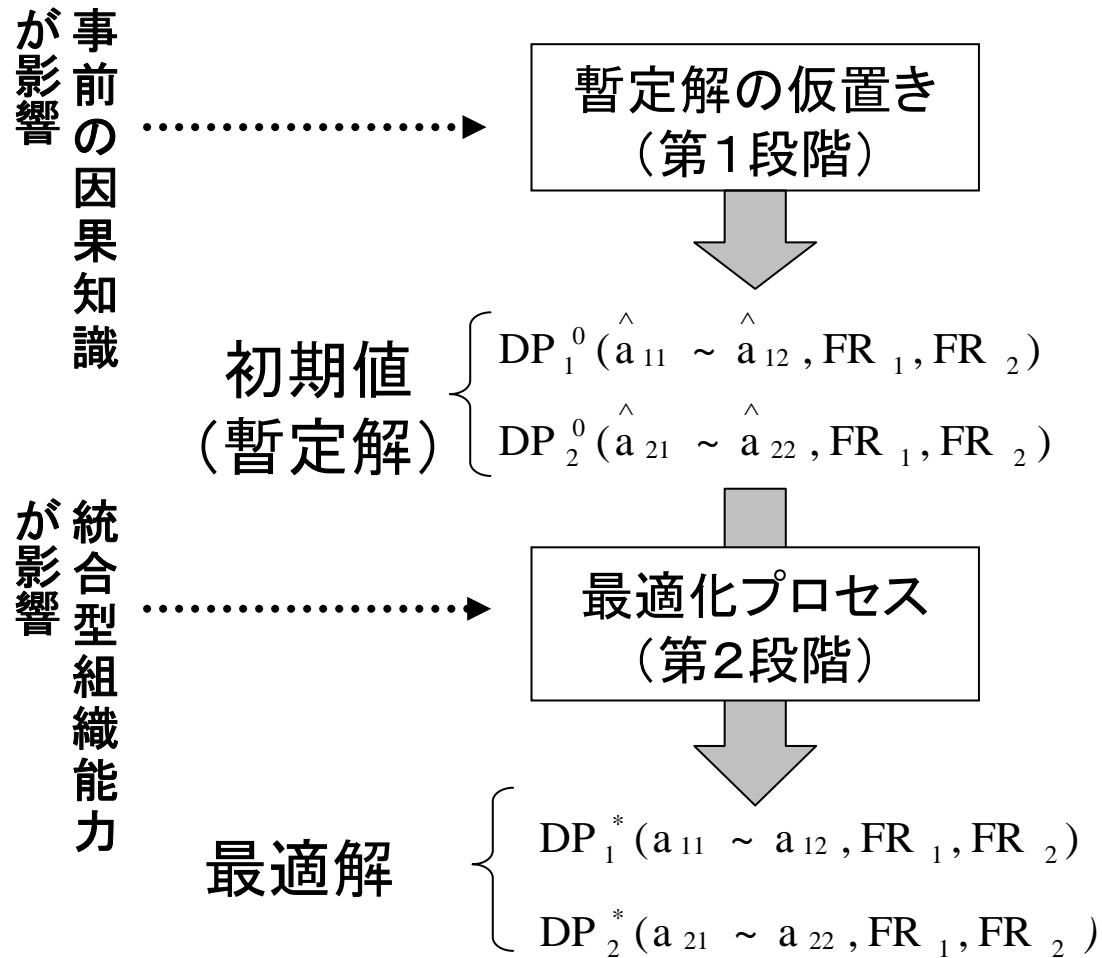 事前の因果知識
が影響
暫定解の仮置き
（第１段階）
初期値
（暫定解）
DP₁⁰(â₁₁ ~ â₁₂, FR₁, FR₂)
DP₂⁰(â₂₁ ~ â₂₂, FR₁, FR₂)
統合型組織能力
が影響
最適化プロセス
（第２段階）
最適解
DP₁*(a₁₁ ~ a₁₂, FR₁, FR₂)
DP₂*(a₂₁ ~ a₂₂, FR₁, FR₂)